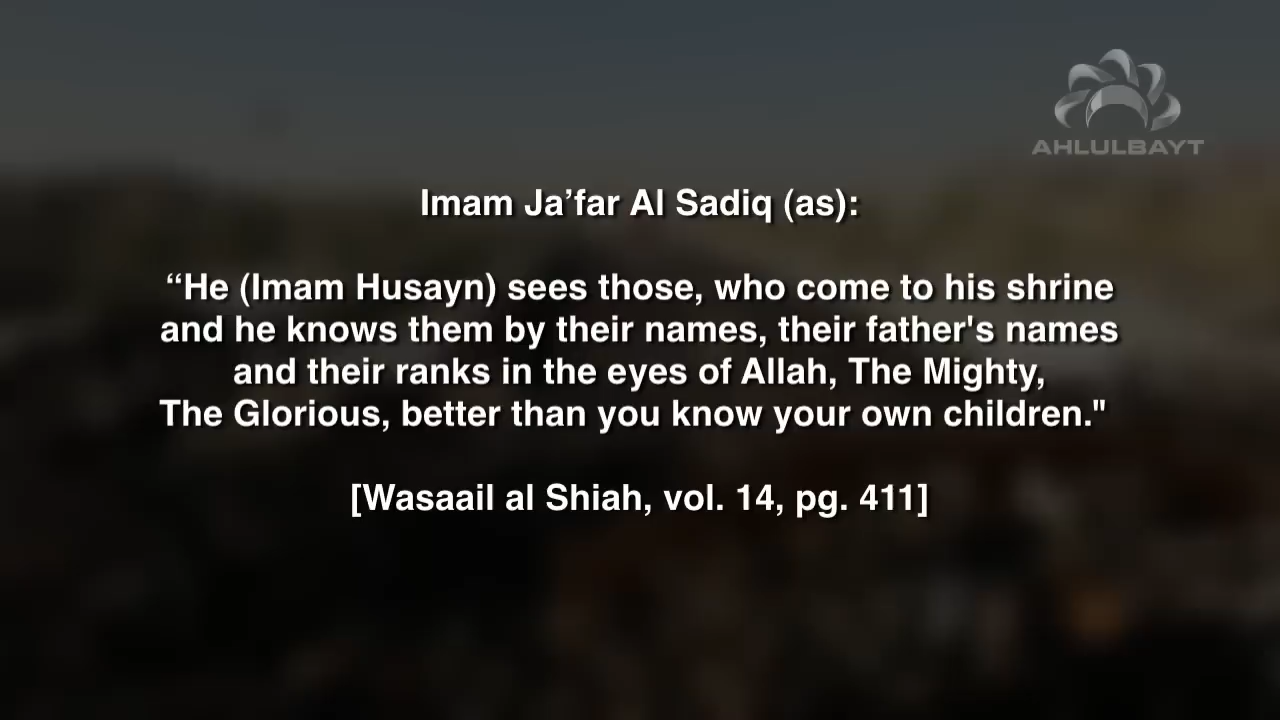 AHLULBAYT
Imam Ja’far Al Sadiq (as):
“He (Imam Husayn) sees those, who come to his shrine
and he knows them by their names, their father's names
and their ranks in the eyes of Allah, The Mighty,
The Glorious, better than you know your own children."
[Wasaail al Shiah, vol. 14, pg. 411]